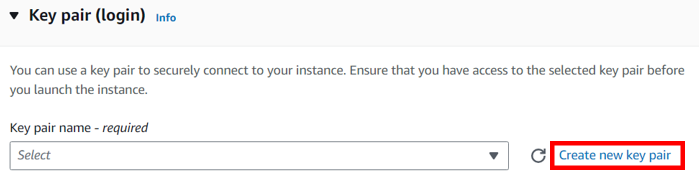 Key pair (login) Info
You can use a key pair to securely connect to your instance. Ensure that you have access to the selected key pair before
you launch the instance.
Key pair name - required
Select
Create new key pair